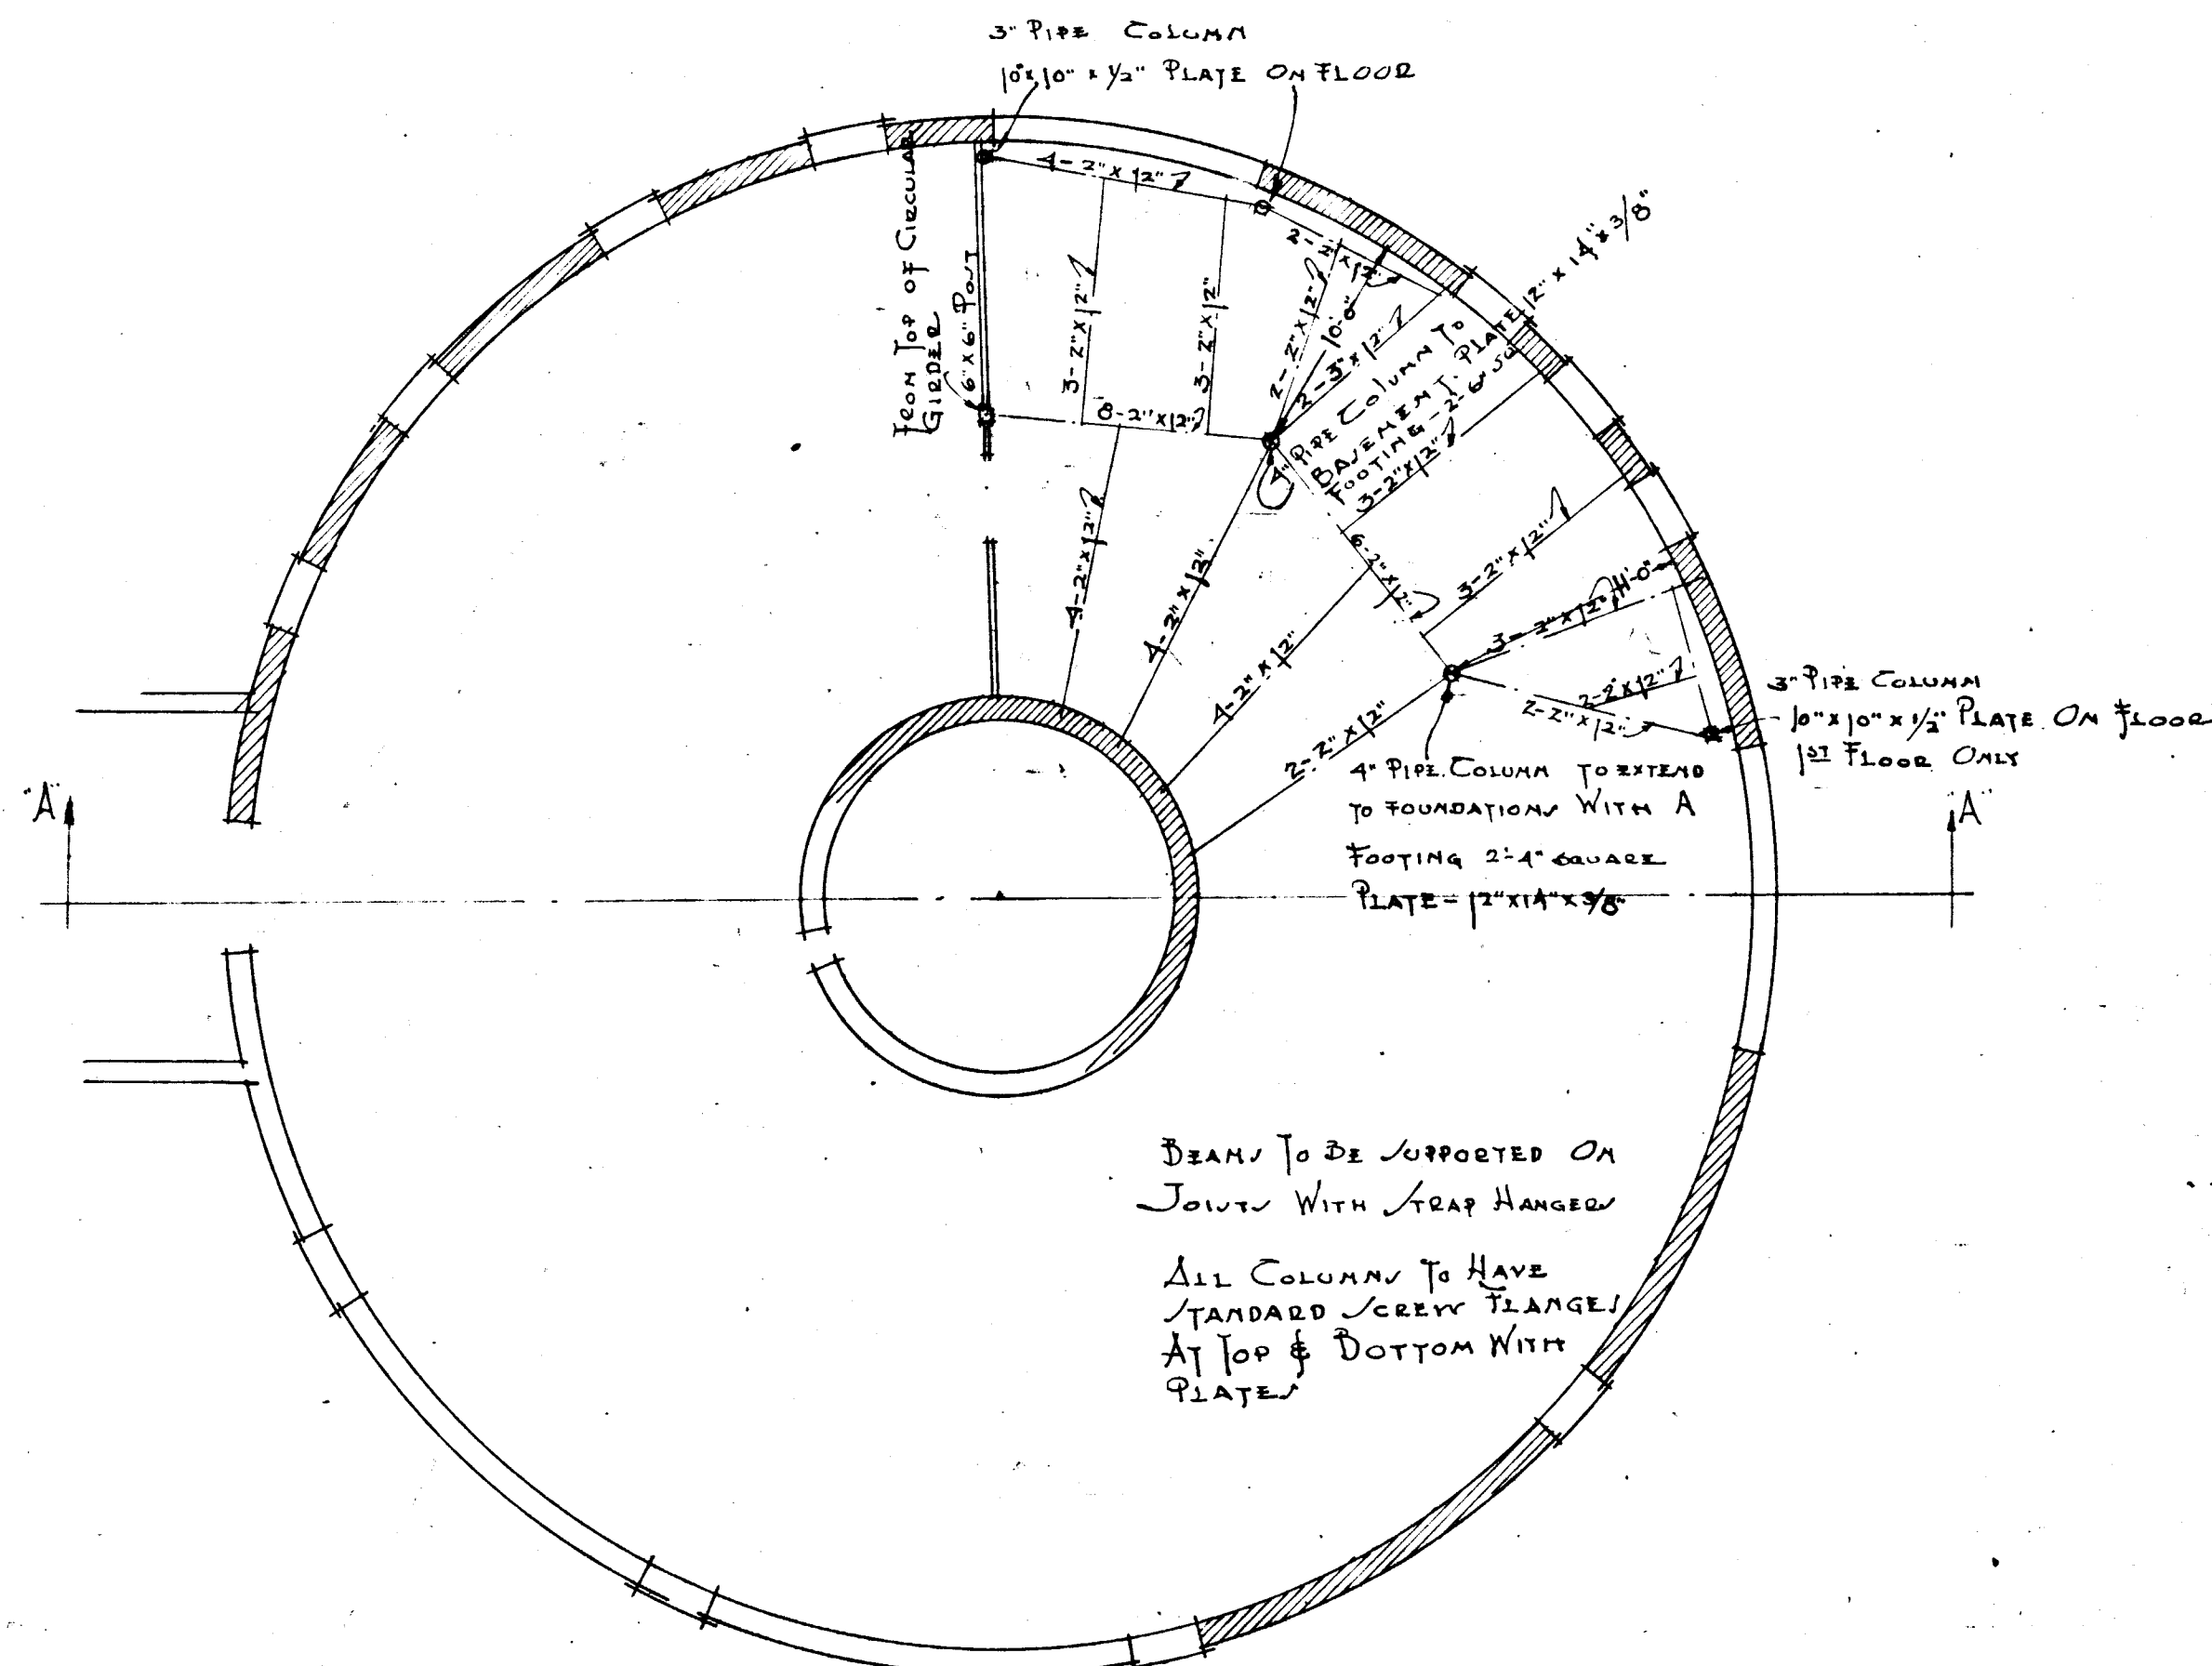 3" PIPE COLUMN
10"x10" x 1/2" PLATE ON FLOOR
4-2"x12"
FROM TOP OF CIRCULAR
GIRDER
6"x6" POST
3-2"x12"
3-2"x12"
2-2"x12"
2-2"x12"
10'-0"
2-3"x12"
8-2"x12"
4" PIPE COLUMN TO
BASEMENT. PLATE 12" x 14" x 3/8"
FOOTING-2'-6" SQ
3-2"x12"
6-2"x12"
3-2"x12"
4-2"x12"
4-2"x12"
4-2"x12"
2-2"x12"
3-2"x12"
11'-0"
2-2"x12"
2-2"x12"
3" PIPE COLUMN
10"x10"x1/2" PLATE ON FLOOR
1ST FLOOR ONLY
4" PIPE COLUMN TO EXTEND
TO FOUNDATIONS WITH A
FOOTING 2'-4" SQUARE
PLATE-12"x14"x3/8"
"A"
"A"
BEAMS TO BE SUPPORTED ON
JOISTS WITH STRAP HANGERS
ALL COLUMNS TO HAVE
STANDARD SCREW FLANGES
AT TOP & BOTTOM WITH
PLATES